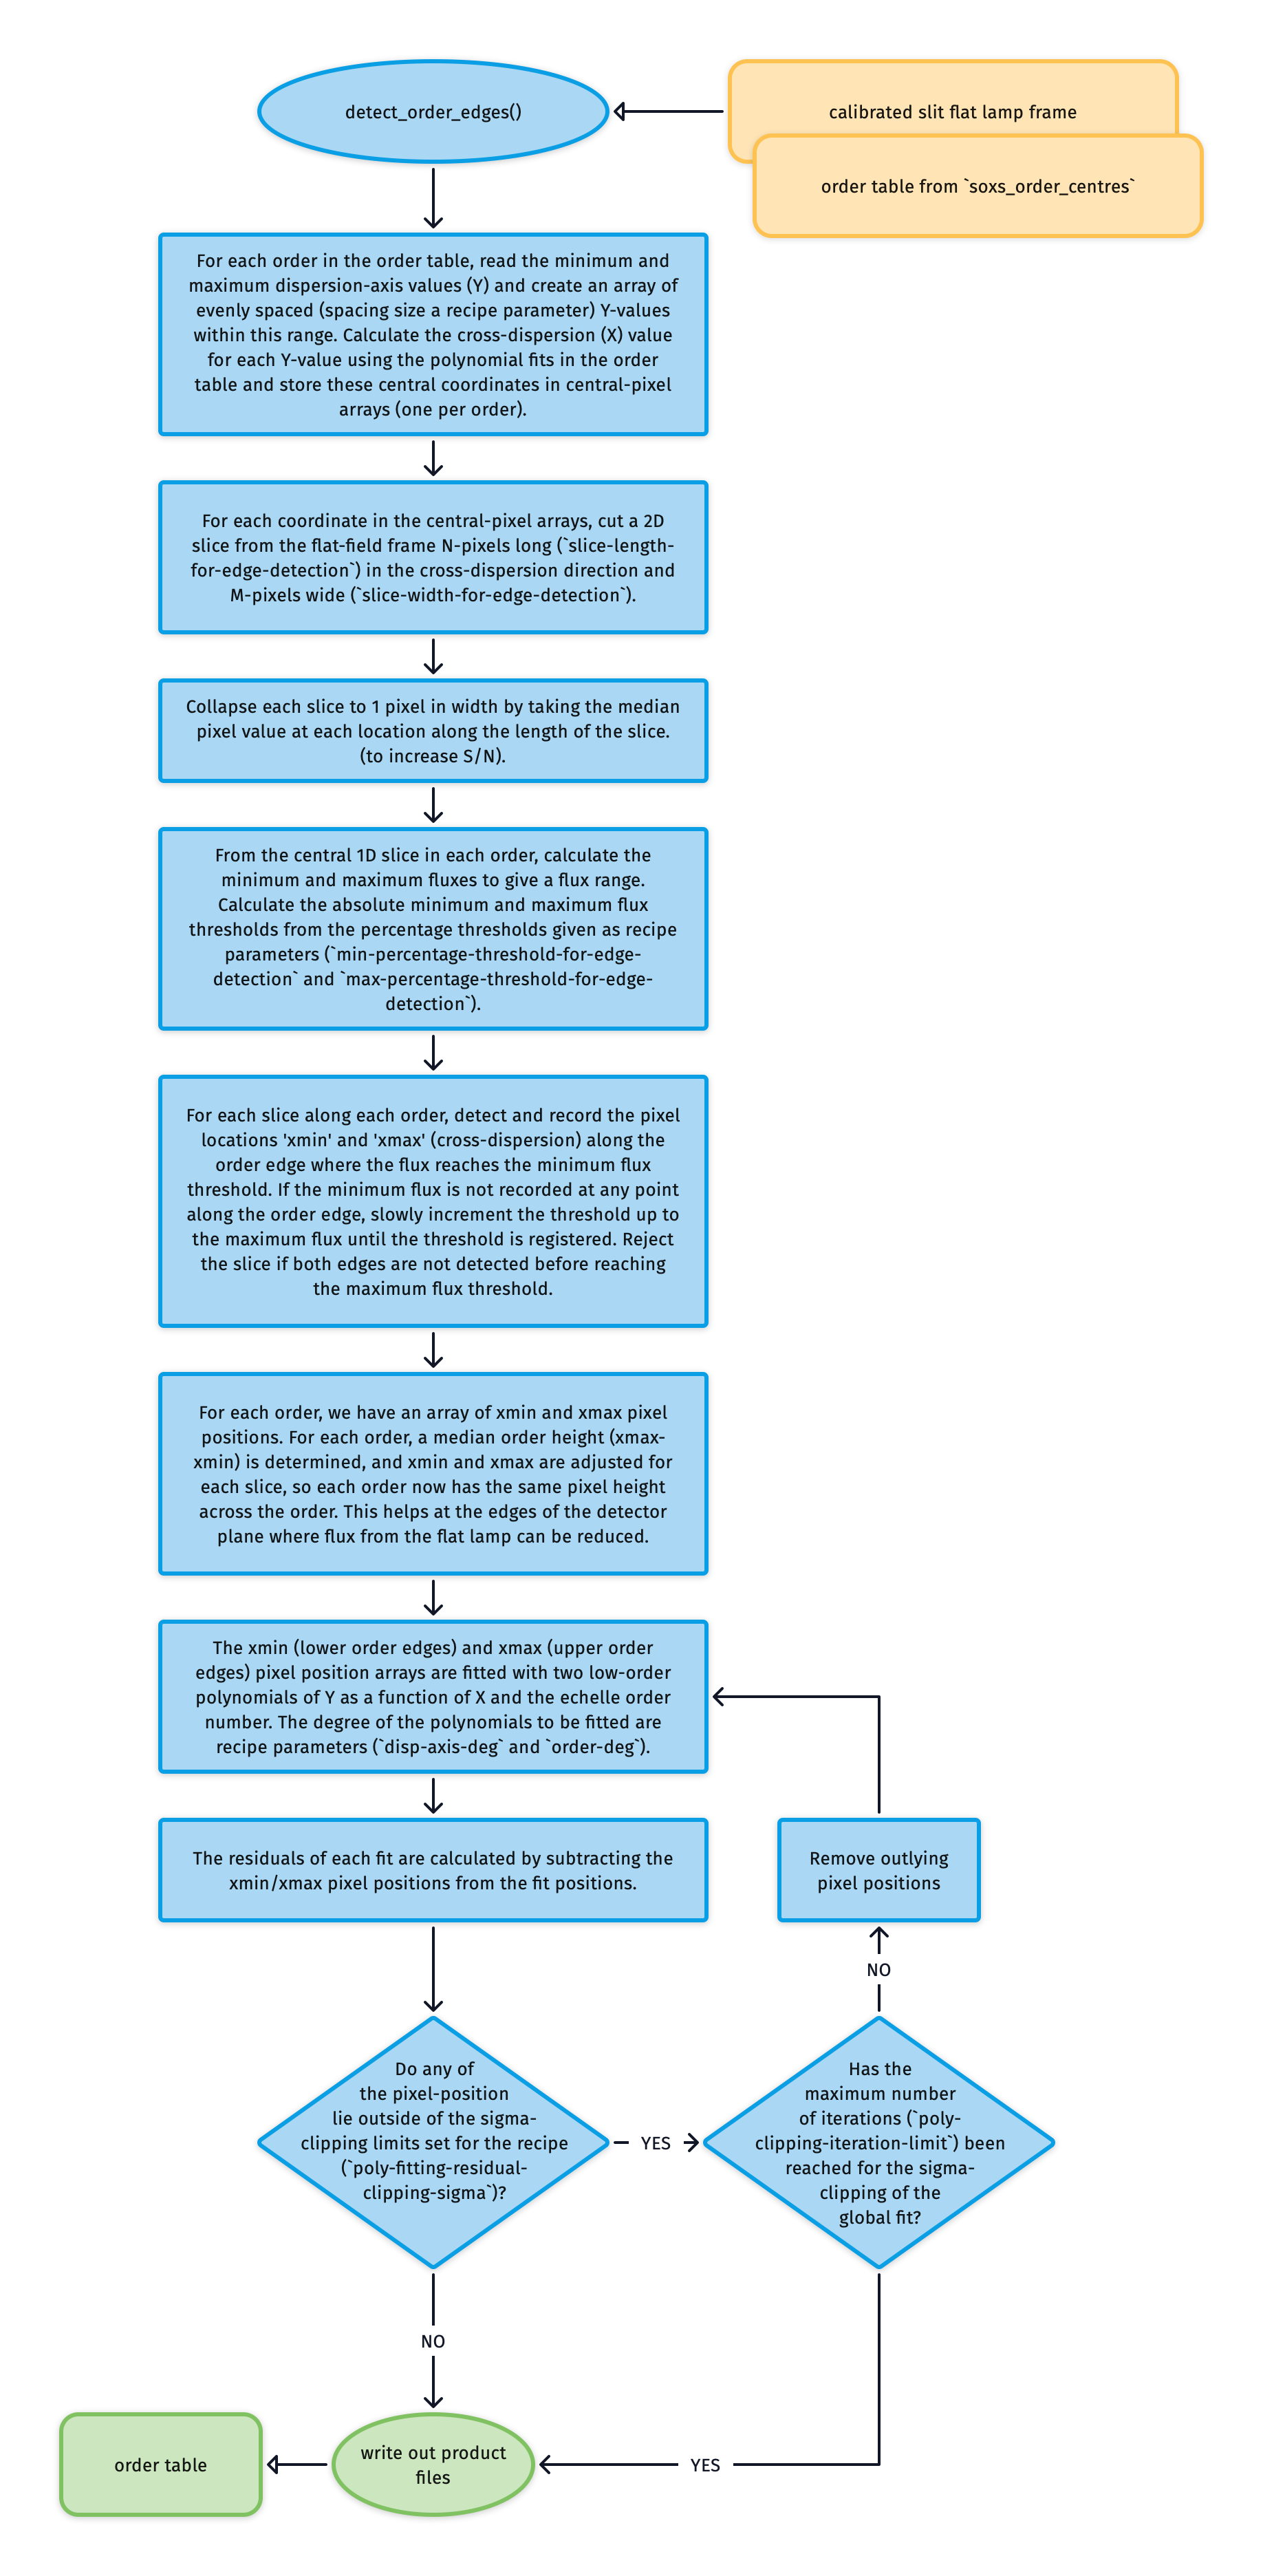 detect_order_edges()
calibrated slit flat lamp frame
order table from `soxs_order_centres`
For each order in the order table, read the minimum and
maximum dispersion-axis values (Y) and create an array of
evenly spaced (spacing size a recipe parameter) Y-values
within this range. Calculate the cross-dispersion (X) value
for each Y-value using the polynomial fits in the order
table and store these central coordinates in central-pixel
arrays (one per order).
For each coordinate in the central-pixel arrays, cut a 2D
slice from the flat-field frame N-pixels long (`slice-length-
for-edge-detection`) in the cross-dispersion direction and
M-pixels wide (`slice-width-for-edge-detection`).
Collapse each slice to 1 pixel in width by taking the median
pixel value at each location along the length of the slice.
(to increase S/N).
From the central 1D slice in each order, calculate the
minimum and maximum fluxes to give a flux range.
Calculate the absolute minimum and maximum flux
thresholds from the percentage thresholds given as recipe
parameters (`min-percentage-threshold-for-edge-
detection` and `max-percentage-threshold-for-edge-
detection`).
For each slice along each order, detect and record the pixel
locations 'xmin' and 'xmax' (cross-dispersion) along the
order edge where the flux reaches the minimum flux
threshold. If the minimum flux is not recorded at any point
along the order edge, slowly increment the threshold up to
the maximum flux until the threshold is registered. Reject
the slice if both edges are not detected before reaching
the maximum flux threshold.
For each order, we have an array of xmin and xmax pixel
positions. For each order, a median order height (xmax-
xmin) is determined, and xmin and xmax are adjusted for
each slice, so each order now has the same pixel height
across the order. This helps at the edges of the detector
plane where flux from the flat lamp can be reduced.
The xmin (lower order edges) and xmax (upper order
edges) pixel position arrays are fitted with two low-order
polynomials of Y as a function of X and the echelle order
number. The degree of the polynomials to be fitted are
recipe parameters (`disp-axis-deg` and `order-deg`).
The residuals of each fit are calculated by subtracting the
xmin/xmax pixel positions from the fit positions.
Remove outlying
pixel positions
NO
Do any of
the pixel-position
lie outside of the sigma-
clipping limits set for the recipe
(`poly-fitting-residual-
clipping-sigma`)?
YES
Has the
maximum number
of iterations (`poly-
clipping-iteration-limit`) been
reached for the sigma-
clipping of the
global fit?
NO
order table
write out product
files
YES